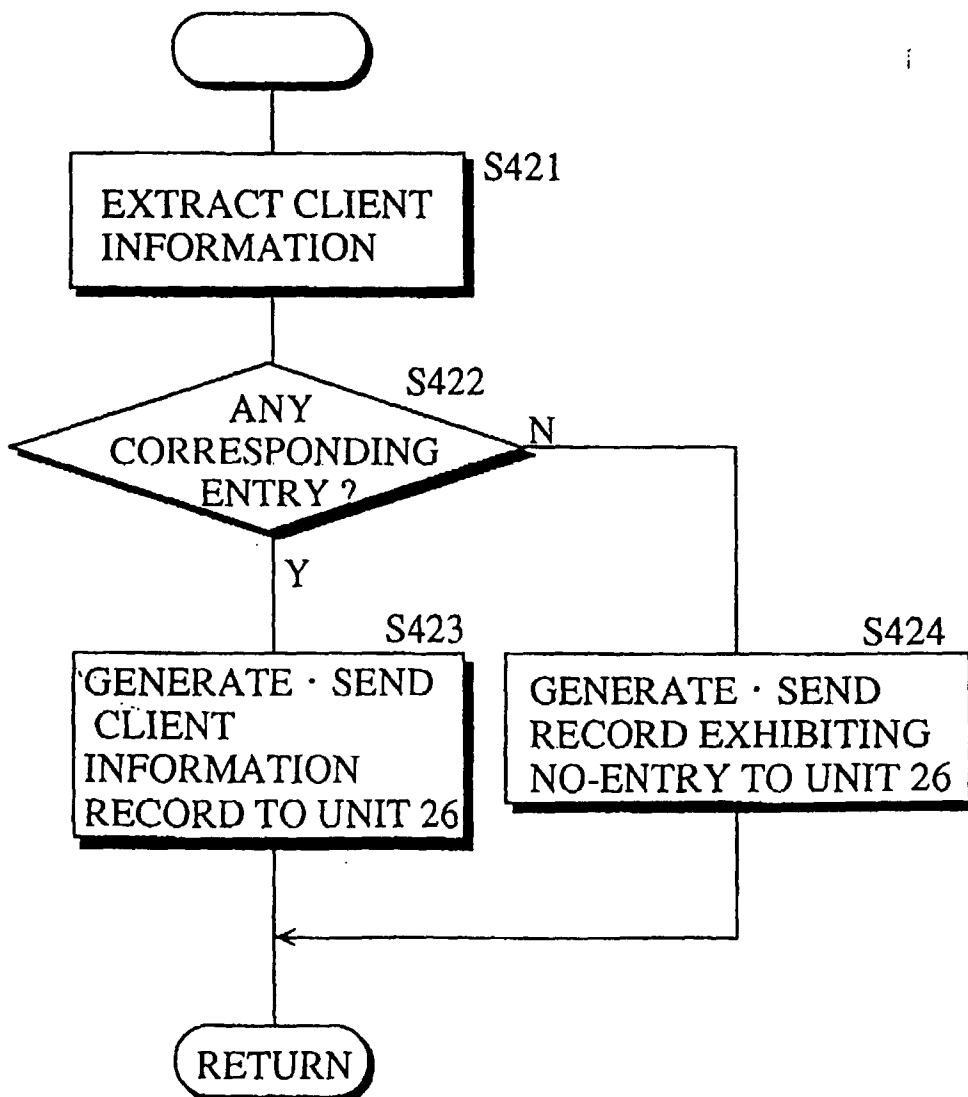 S421
EXTRACT CLIENT
INFORMATION
S422
ANY
CORRESPONDING
ENTRY ?
N
Y
S423
GENERATE · SEND
CLIENT
INFORMATION
RECORD TO UNIT 26
S424
GENERATE · SEND
RECORD EXHIBITING
NO-ENTRY TO UNIT 26
RETURN